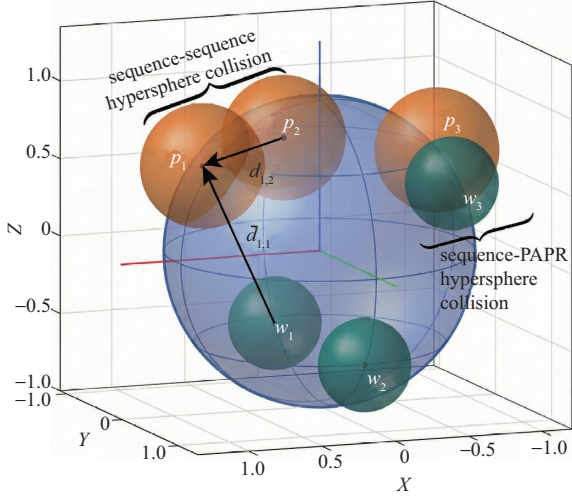 sequence-sequence
hypersphere collision
1.0
0.5
0
−0.5
−1.0
Z
p1
p2
p3
d1,2
d̄1,1
w1
w2
w3
sequence-PAPR
hypersphere
collision
−1.0
0
1.0
Y
1.0
0.5
0
−0.5
−1.0
X